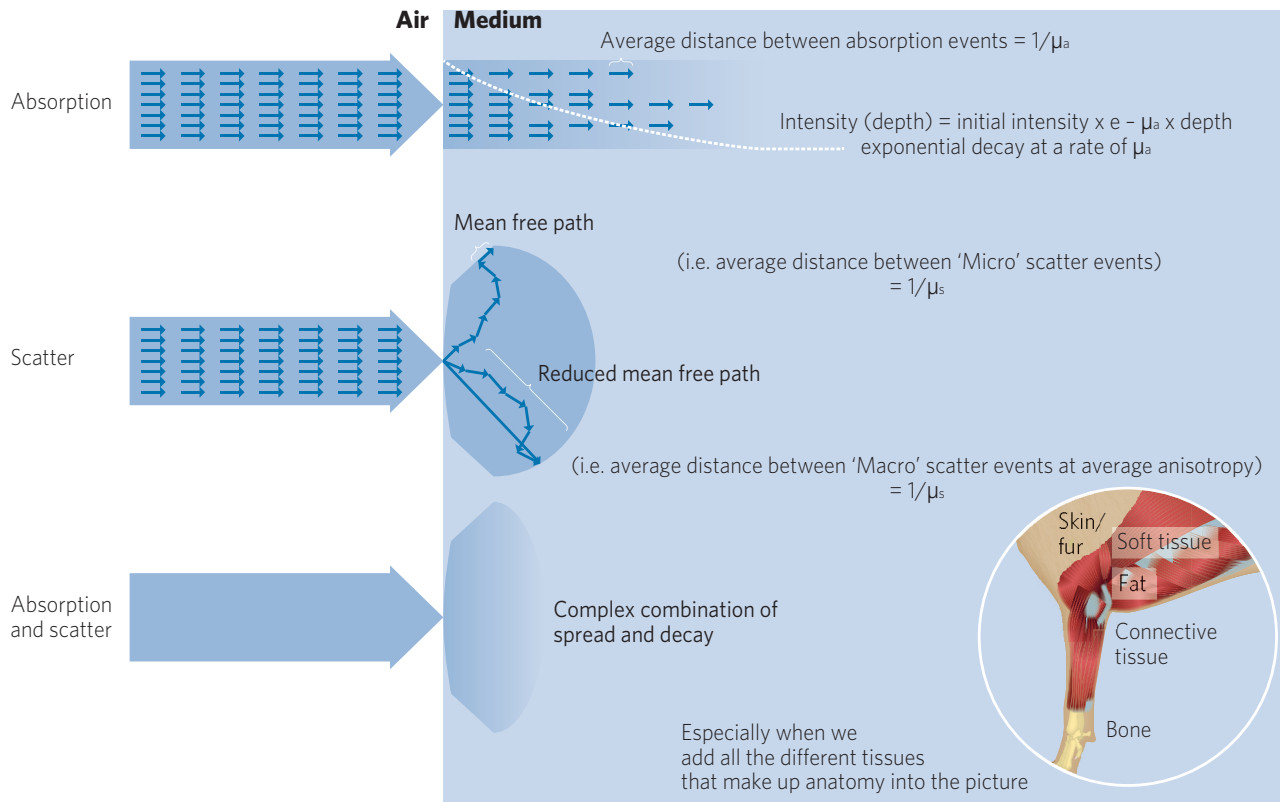 Air Medium
Average distance between absorption events = 1/μa
Absorption
Intensity (depth) = initial intensity x e – μa x depth
exponential decay at a rate of μa
Mean free path
(i.e. average distance between ‘Micro’ scatter events)
= 1/μs
Scatter
Reduced mean free path
(i.e. average distance between ‘Macro’ scatter events at average anisotropy)
= 1/μs
Skin/
fur
Soft tissue
Fat
Absorption
and scatter
Complex combination of
spread and decay
Connective
tissue
Bone
Especially when we
add all the different tissues
that make up anatomy into the picture